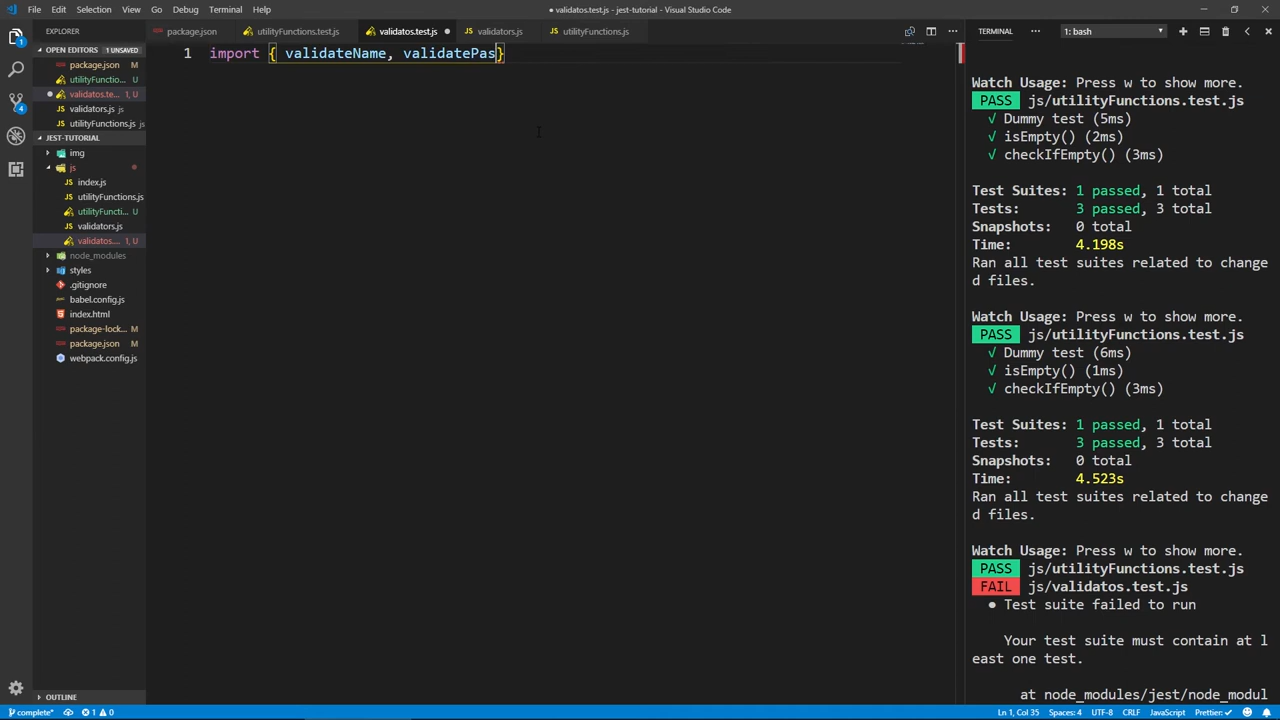 File Edit Selection View Go Debug Terminal Help
● validatos.test.js - jest-tutorial - Visual Studio Code
EXPLORER
OPEN EDITORS 1 UNSAVED
package.json
utilityFunctio...
validatos.te... 1, U
validators.js js
utilityFunctions.js js
JEST-TUTORIAL
img
js
index.js
utilityFunctions.js
utilityFuncti... U
validators.js
validatos.... 1, U
node_modules
styles
.gitignore
babel.config.js
index.html
package-lock... M
package.json M
webpack.config.js
OUTLINE
package.json utilityFunctions.test.js validatos.test.js validators.js utilityFunctions.js
1 import { validateName, validatePas}
TERMINAL 1: bash
Watch Usage: Press w to show more.
PASS js/utilityFunctions.test.js
√ Dummy test (5ms)
√ isEmpty() (2ms)
√ checkIfEmpty() (3ms)
Test Suites: 1 passed, 1 total
Tests: 3 passed, 3 total
Snapshots: 0 total
Time: 4.198s
Ran all test suites related to change
d files.
Watch Usage: Press w to show more.
PASS js/utilityFunctions.test.js
√ Dummy test (6ms)
√ isEmpty() (1ms)
√ checkIfEmpty() (3ms)
Test Suites: 1 passed, 1 total
Tests: 3 passed, 3 total
Snapshots: 0 total
Time: 4.523s
Ran all test suites related to change
d files.
Watch Usage: Press w to show more.
PASS js/utilityFunctions.test.js
FAIL js/validatos.test.js
● Test suite failed to run
Your test suite must contain at l
east one test.
at node_modules/jest/node_modul
complete* 1 0
Ln 1, Col 35 Spaces: 4 UTF-8 CRLF JavaScript Prettier: ✓